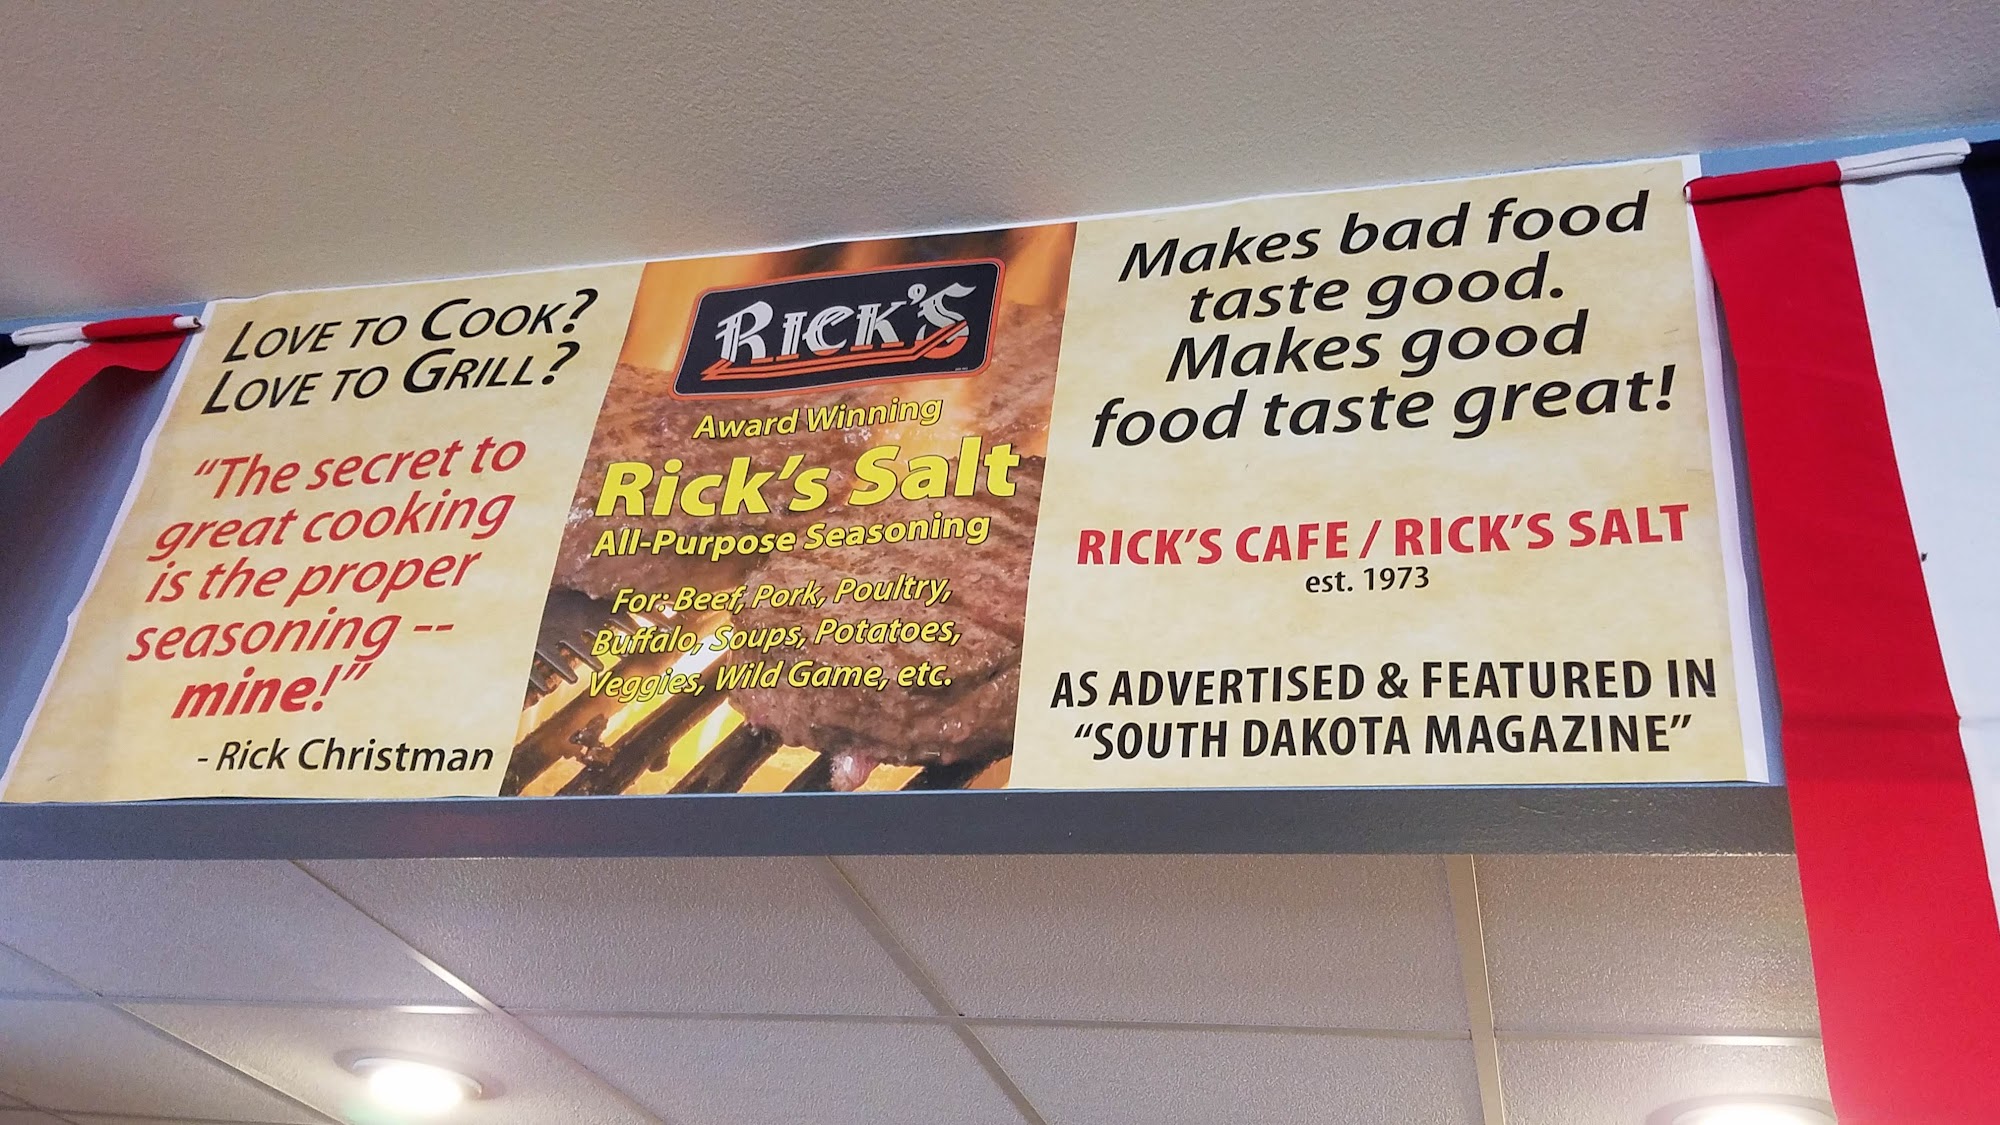 LOVE TO COOK?
LOVE TO GRILL?
“The secret to
great cooking
is the proper
seasoning --
mine!”
- Rick Christman
RICK'S
Award Winning
Rick's Salt
All-Purpose Seasoning
For: Beef, Pork, Poultry,
Buffalo, Soups, Potatoes,
Veggies, Wild Game, etc.
Makes bad food
taste good.
Makes good
food taste great!
RICK'S CAFE / RICK'S SALT
est. 1973
AS ADVERTISED & FEATURED IN
“SOUTH DAKOTA MAGAZINE”